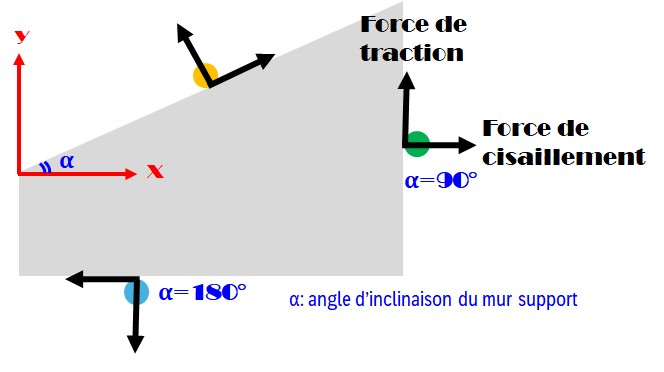 Force de
traction
y
α
x
Force de
cisaillement
α=90°
α=180°
α: angle d’inclinaison du mur support